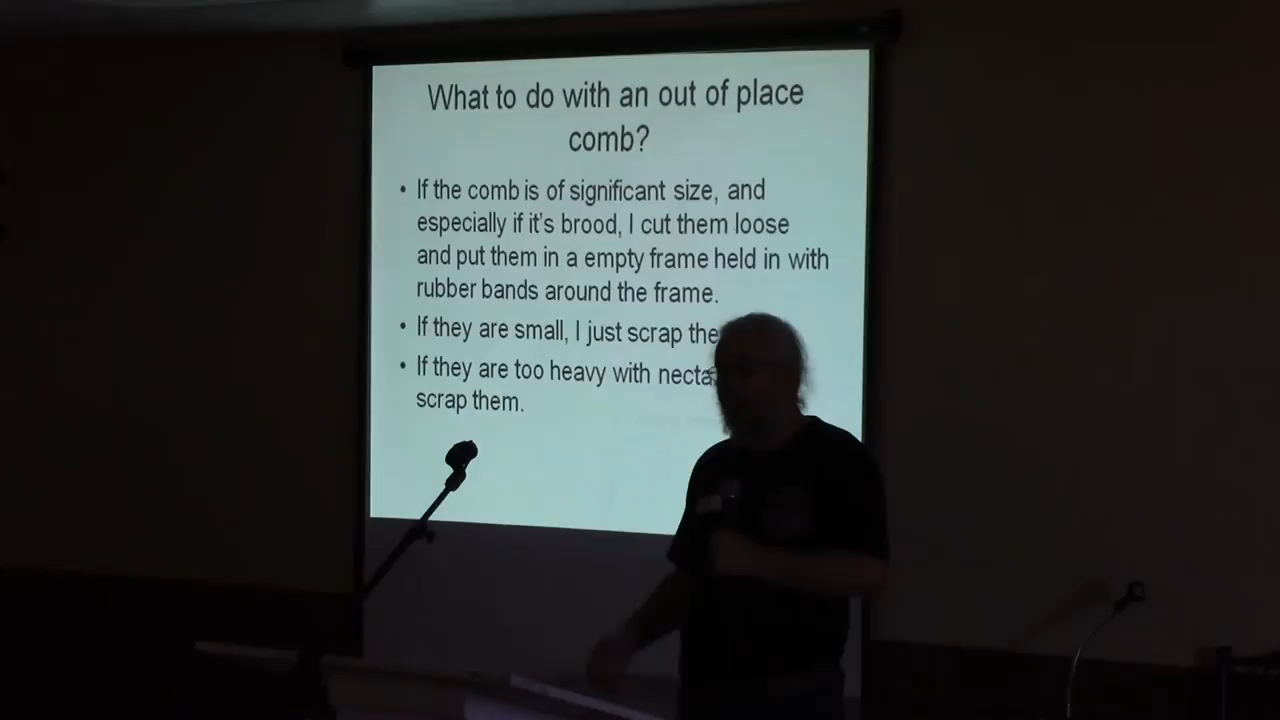 What to do with an out of place
comb?
• If the comb is of significant size, and
especially if it's brood, I cut them loose
and put them in a empty frame held in with
rubber bands around the frame.
• If they are small, I just scrap
• If they are too heavy with
scrap them.